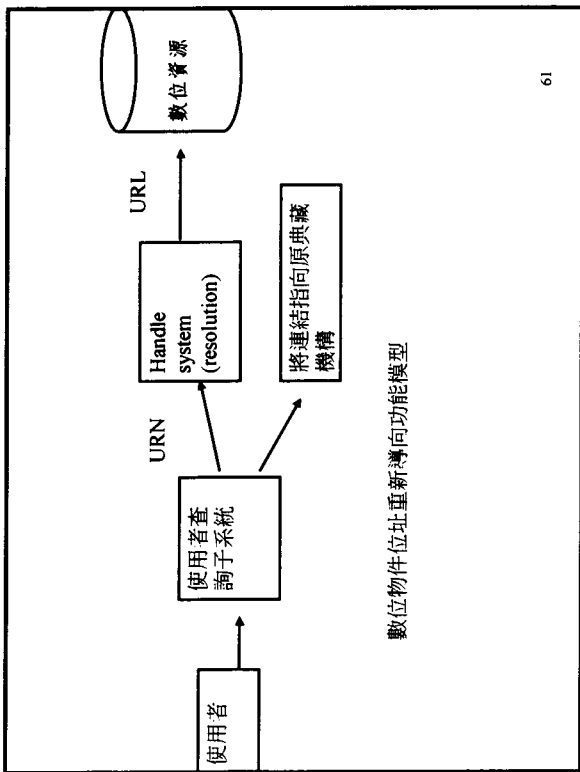 使用者
使用者查
詢子系統
URN
Handle
system
(resolution)
URL
數位資源
將連結指向原典藏
機構
數位物件位址重新導向功能模型
61